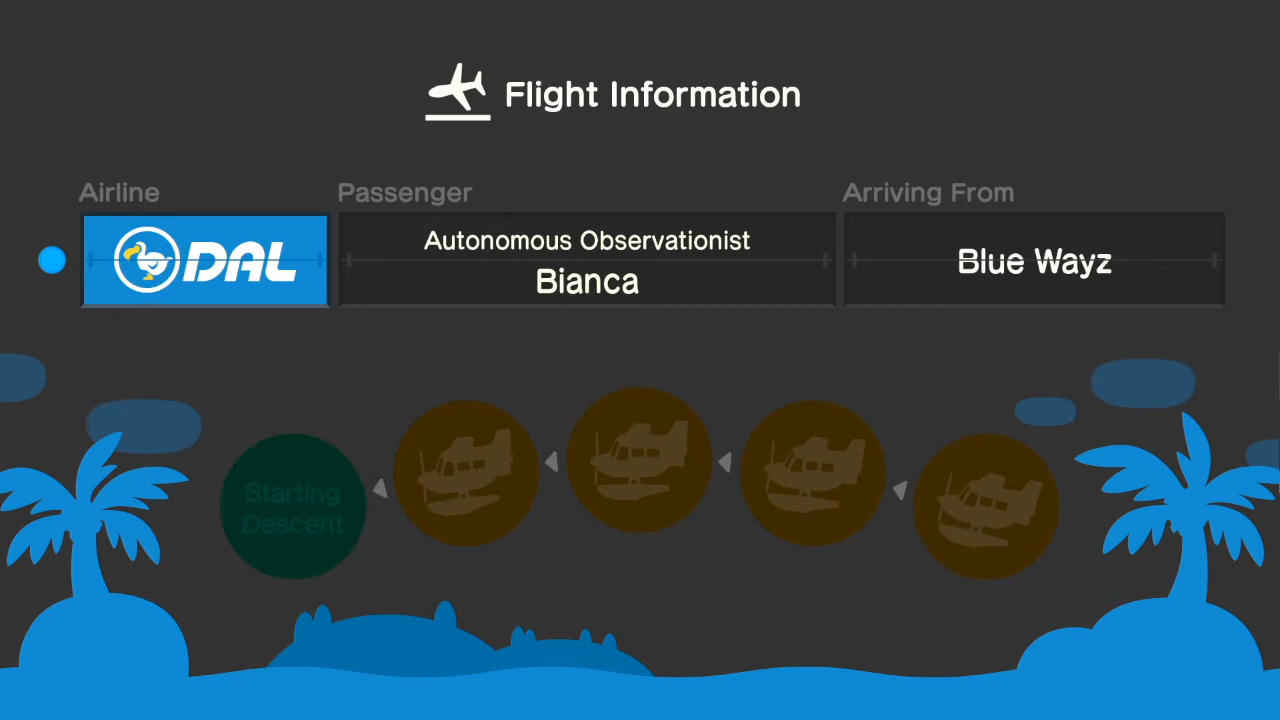 Flight Information
Airline
Passenger
Arriving From
DAL
Autonomous Observationist
Bianca
Blue Wayz
Starting
Descent